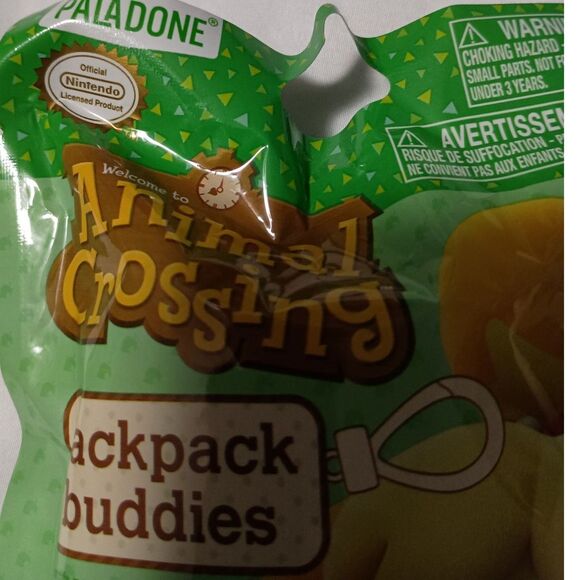 PALADONE®
Official
Nintendo
Licensed Product
WARN
CHOKING HAZARD -
SMALL PARTS. NOT F
UNDER 3 YEARS.
AVERTISSE
RISQUE DE SUFFOCATION - P
NE CONVIENT PAS AUX ENFANTS
Welcome to
Animal
Crossing
ackpack
buddies